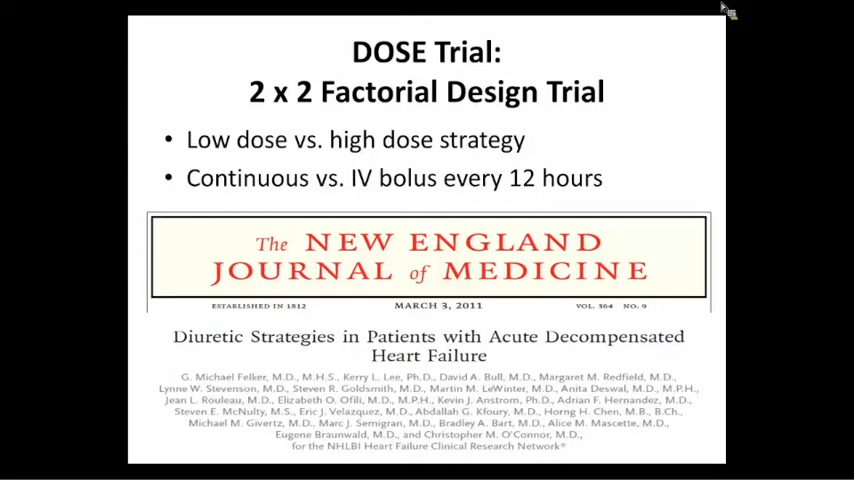 DOSE Trial:
2 x 2 Factorial Design Trial
• Low dose vs. high dose strategy
• Continuous vs. IV bolus every 12 hours
The NEW ENGLAND
JOURNAL of MEDICINE
ESTABLISHED IN 1812 MARCH 3, 2011 VOL. 364 NO. 9
Diuretic Strategies in Patients with Acute Decompensated
Heart Failure
G. Michael Felker, M.D., M.H.S., Kerry L. Lee, Ph.D., David A. Bull, M.D., Margaret M. Redfield, M.D.,
Lynne W. Stevenson, M.D., Steven R. Goldsmith, M.D., Martin M. LeWinter, M.D., Anita Deswal, M.D., M.P.H.,
Jean L. Rouleau, M.D., Elizabeth O. Ofili, M.D., M.P.H., Kevin J. Anstrom, Ph.D., Adrian F. Hernandez, M.D.,
Steven E. McNulty, M.S., Eric J. Velazquez, M.D., Abdallah G. Kfoury, M.D., Horng H. Chen, M.B., B.Ch.,
Michael M. Givertz, M.D., Marc J. Semigran, M.D., Bradley A. Bart, M.D., Alice M. Mascette, M.D.,
Eugene Braunwald, M.D., and Christopher M. O'Connor, M.D.,
for the NHLBI Heart Failure Clinical Research Network*